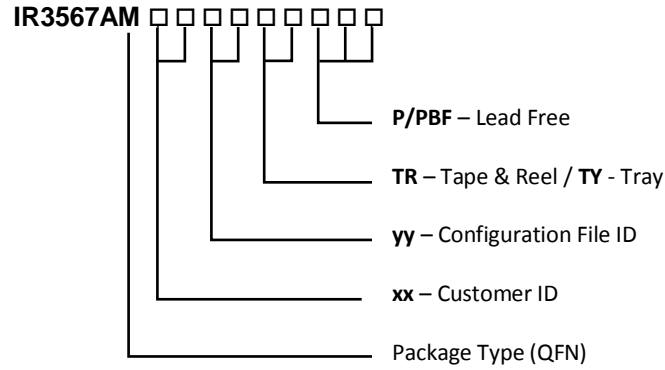 IR3567AM □ □ □ □ □ □ □ □ □
P/PBF – Lead Free
TR – Tape & Reel / TY - Tray
yy – Configuration File ID
xx – Customer ID
Package Type (QFN)